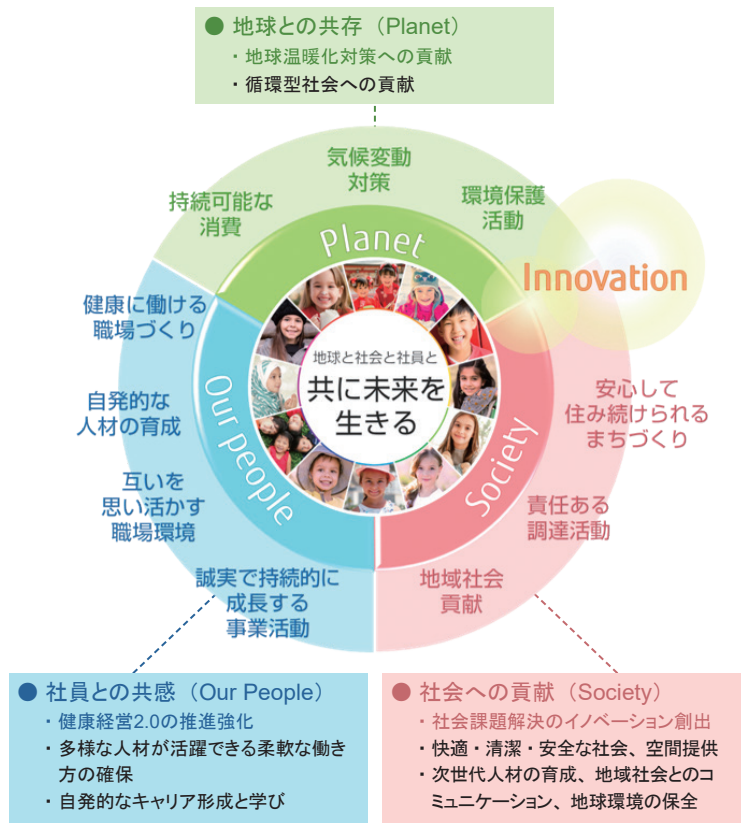 ● 地球との共存（Planet）
・地球温暖化対策への貢献
・循環型社会への貢献
気候変動
対策
持続可能な
消費
環境保護
活動
Planet
Innovation
健康に働ける
職場づくり
自発的な
人材の育成
互いを
思い活かす
職場環境
誠実で持続的に
成長する
事業活動
Our people
地球と社会と社員と
共に未来を
生きる
Society
安心して
住み続けられる
まちづくり
責任ある
調達活動
地域社会
貢献
● 社員との共感（Our People）
・健康経営2.0の推進強化
・多様な人材が活躍できる柔軟な働き
方の確保
・自発的なキャリア形成と学び
● 社会への貢献（Society）
・社会課題解決のイノベーション創出
・快適・清潔・安全な社会、空間提供
・次世代人材の育成、地域社会とのコ
ミュニケーション、地球環境の保全